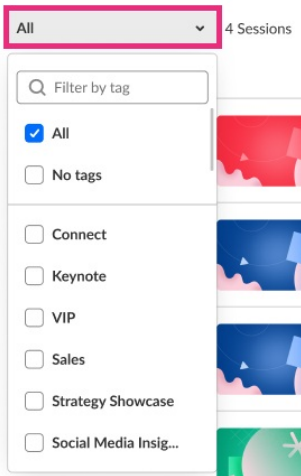 All
4 Sessions
Filter by tag
All
No tags
Connect
Keynote
VIP
Sales
Strategy Showcase
Social Media Insig...